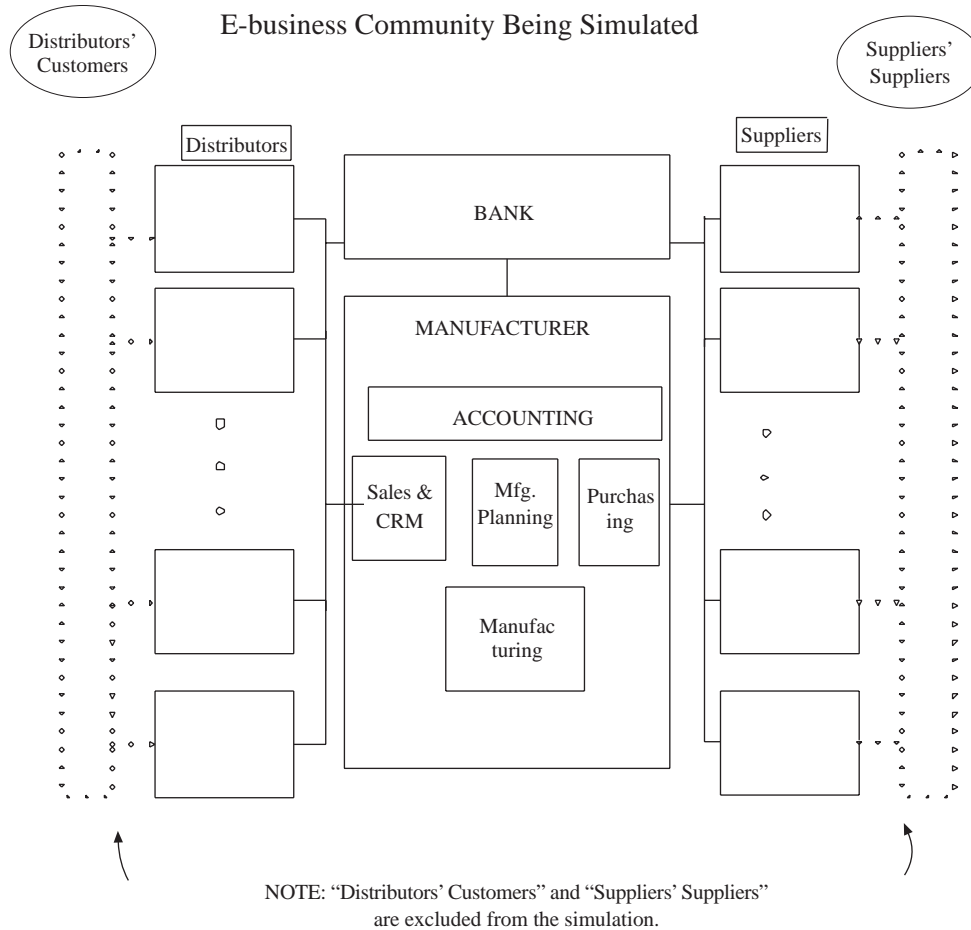 E-business Community Being Simulated
Distributors’
Customers
Suppliers’
Suppliers
Distributors
Suppliers
BANK
MANUFACTURER
ACCOUNTING
Sales &
CRM
Mfg.
Planning
Purchas
ing
Manufac
turing
NOTE: “Distributors’ Customers” and “Suppliers’ Suppliers”
are excluded from the simulation.